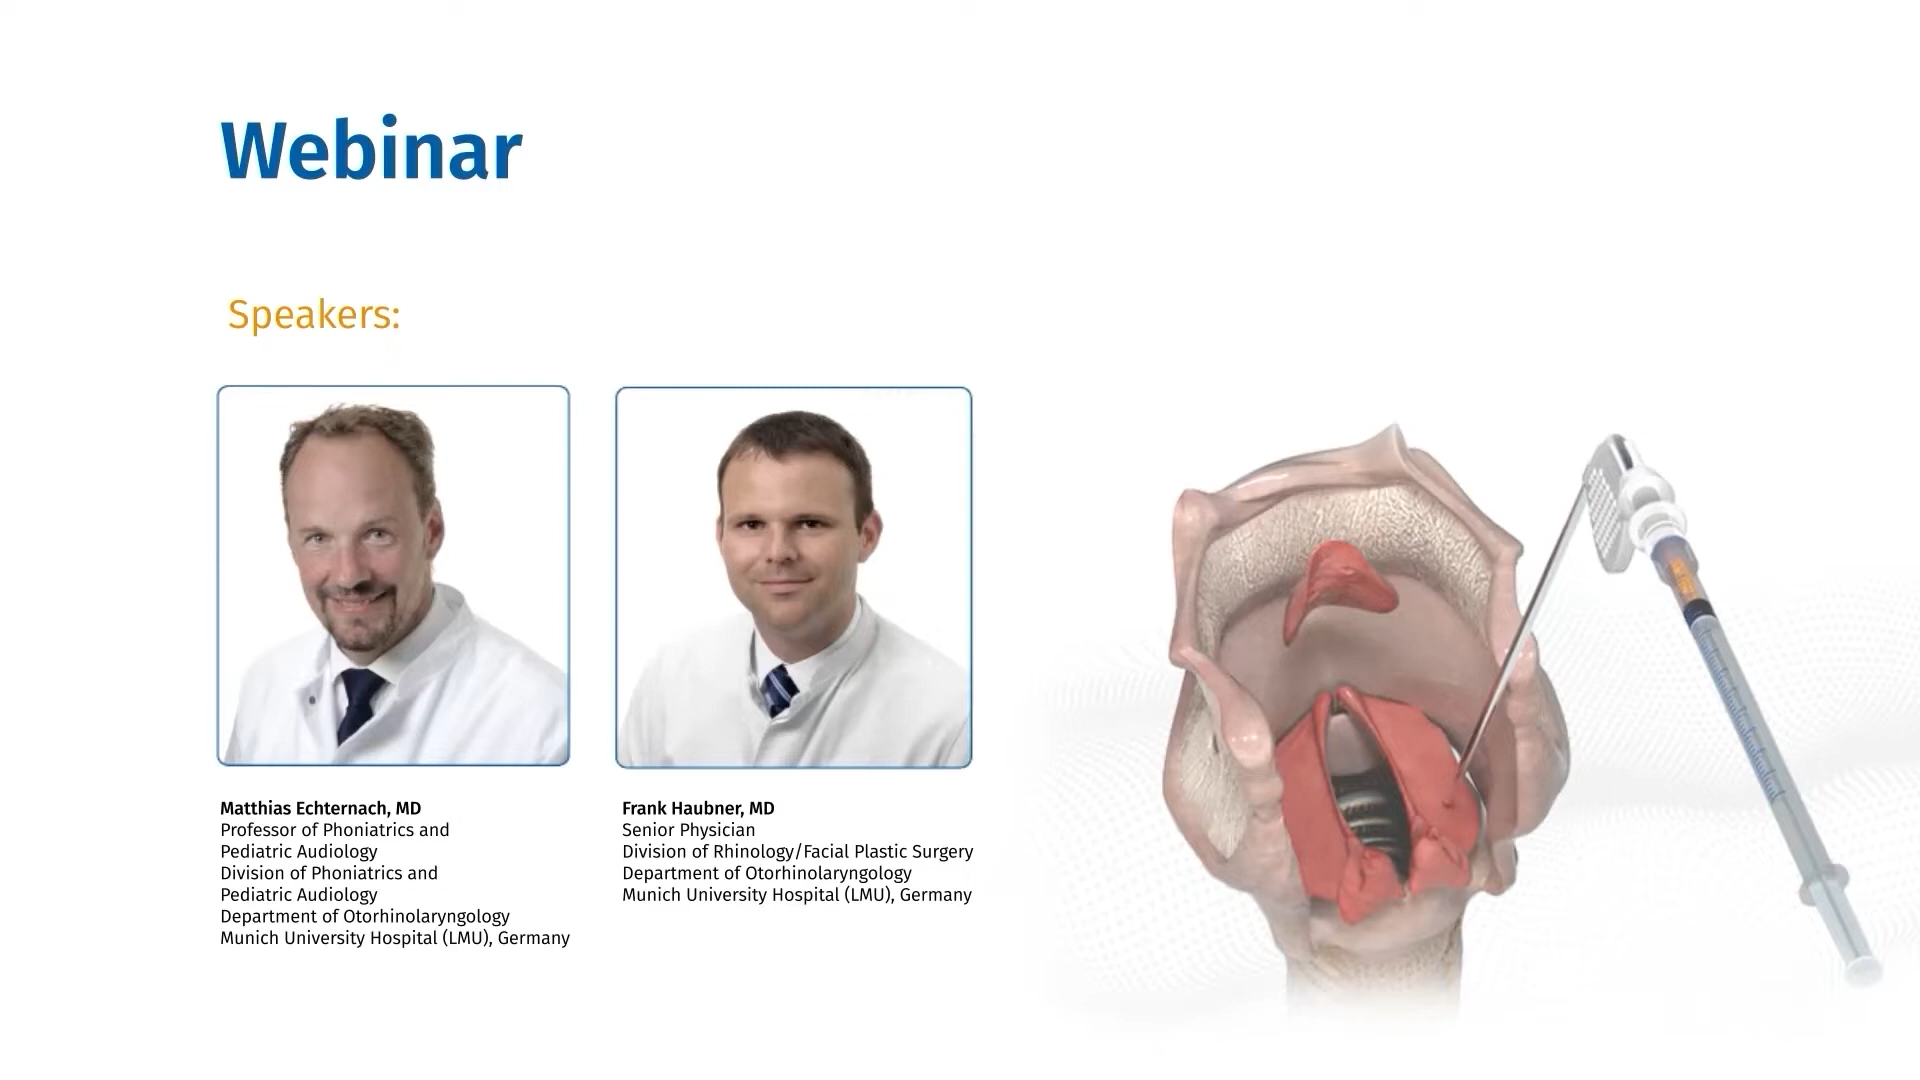 Webinar
Speakers:
Matthias Echternach, MD
Professor of Phoniatrics and
Pediatric Audiology
Division of Phoniatrics and
Pediatric Audiology
Department of Otorhinolaryngology
Munich University Hospital (LMU), Germany
Frank Haubner, MD
Senior Physician
Division of Rhinology/Facial Plastic Surgery
Department of Otorhinolaryngology
Munich University Hospital (LMU), Germany